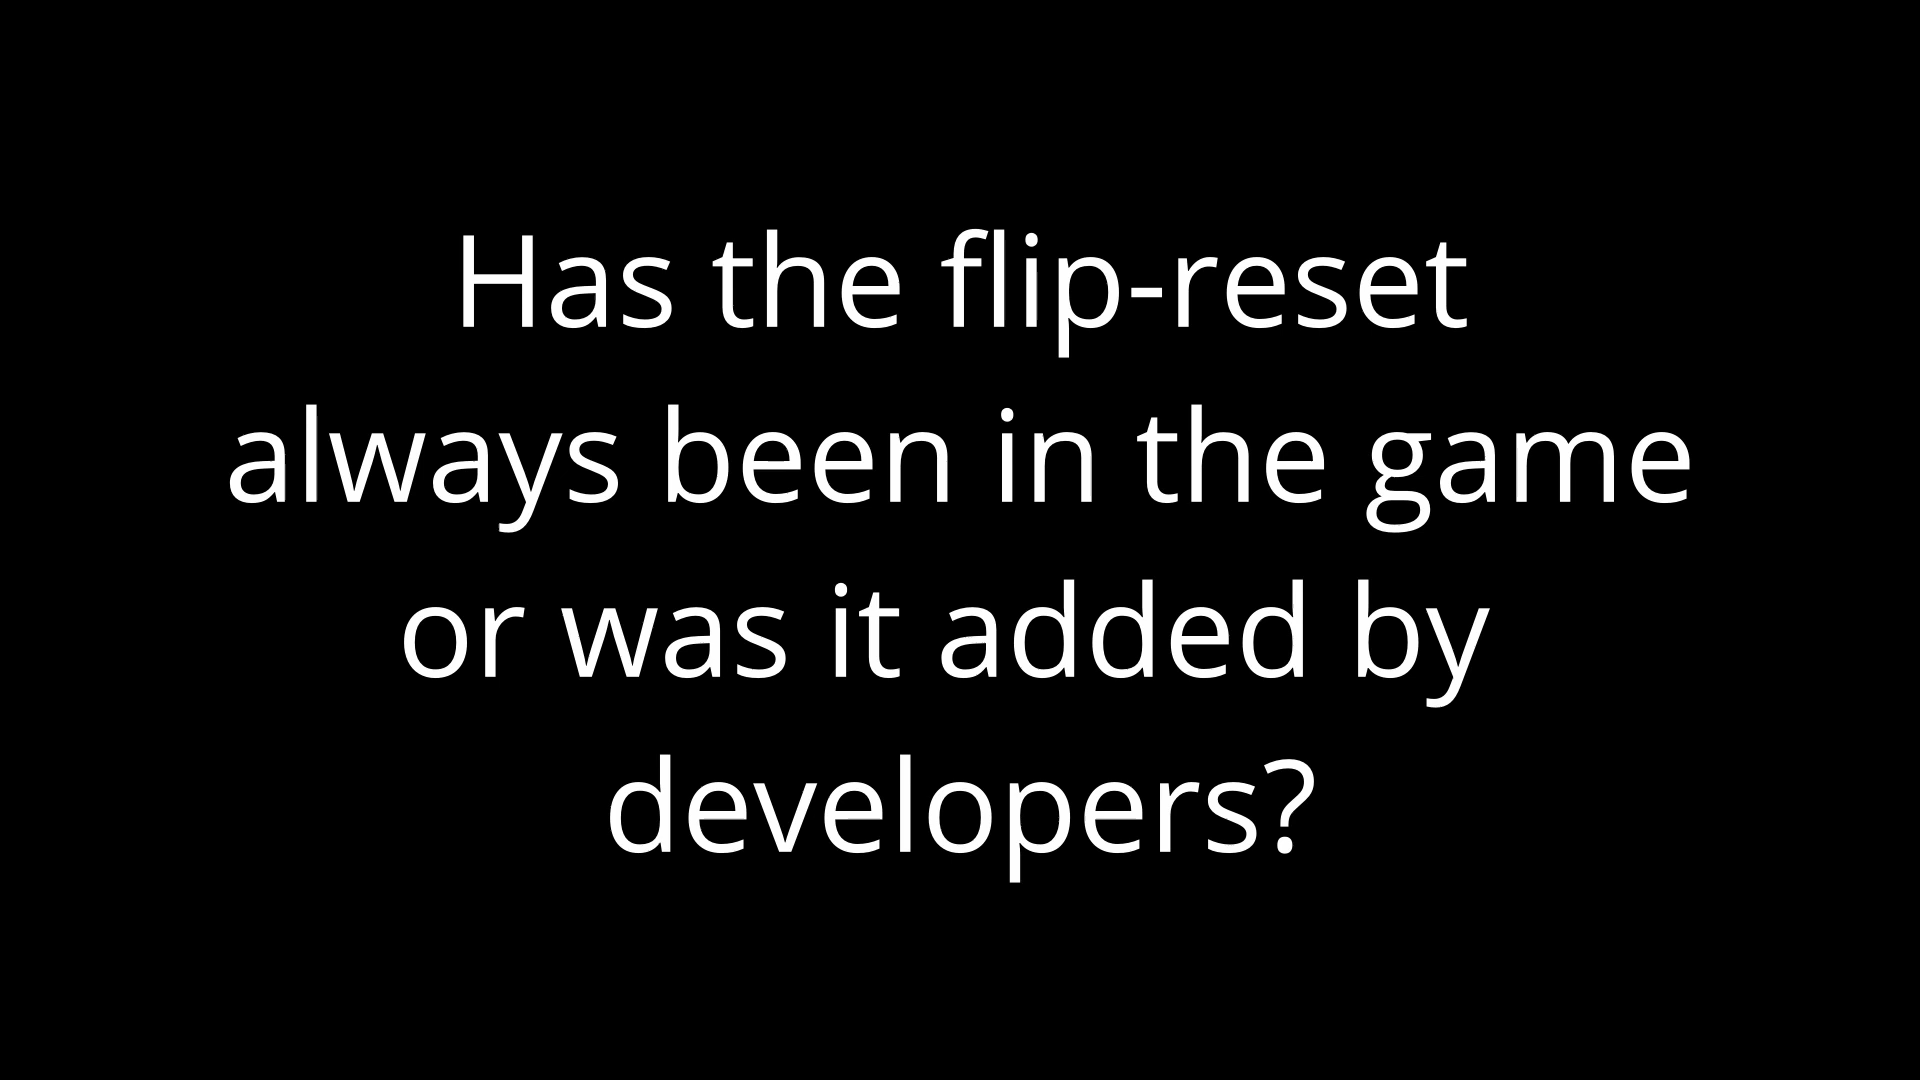 Has the flip-reset
always been in the game
or was it added by
developers?